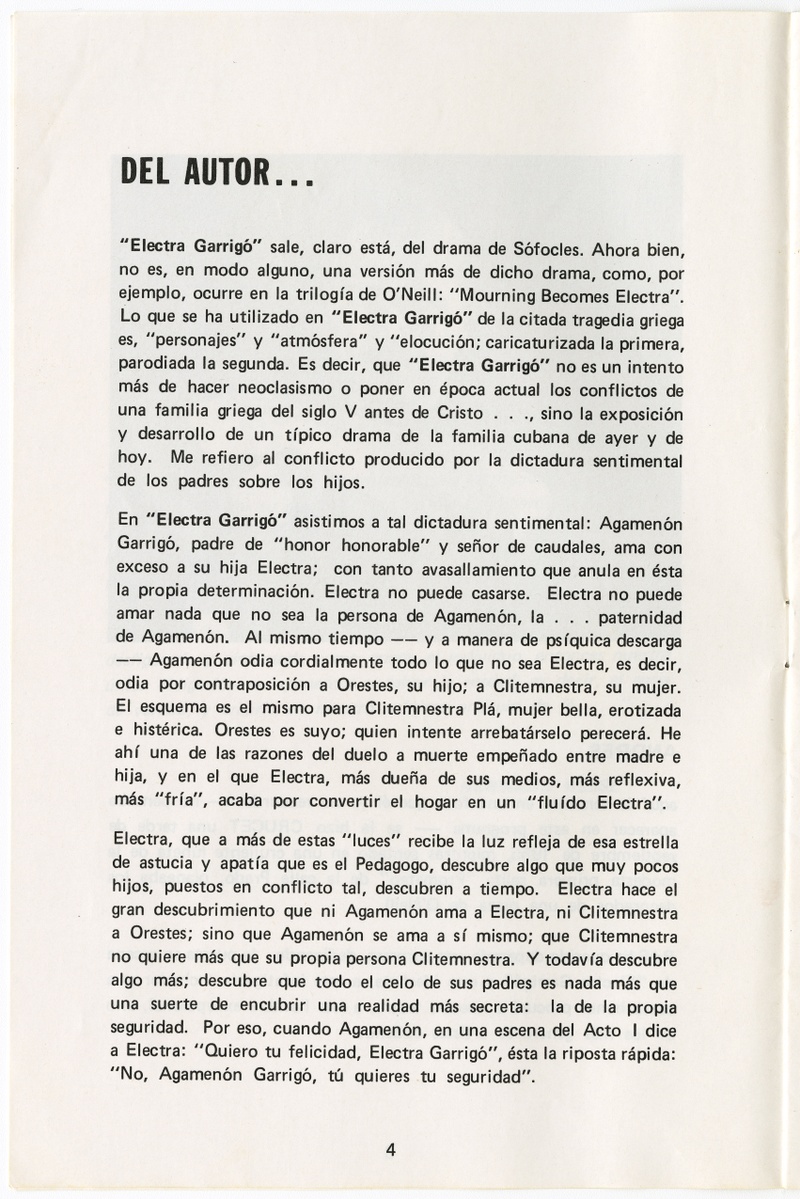 DEL AUTOR...
"Electra Garrigó" sale, claro está, del drama de Sófocles. Ahora bien,
no es, en modo alguno, una versión más de dicho drama, como, por
ejemplo, ocurre en la trilogía de O'Neill: "Mourning Becomes Electra".
Lo que se ha utilizado en "Electra Garrigó" de la citada tragedia griega
es, "personajes" y "atmósfera" y "elocución; caricaturizada la primera,
parodiada la segunda. Es decir, que "Electra Garrigó" no es un intento
más de hacer neoclasismo o poner en época actual los conflictos de
una familia griega del siglo V antes de Cristo . . ., sino la exposición
y desarrollo de un típico drama de la familia cubana de ayer y de
hoy. Me refiero al conflicto producido por la dictadura sentimental
de los padres sobre los hijos.
En "Electra Garrigó" asistimos a tal dictadura sentimental: Agamenón
Garrigó, padre de "honor honorable" y señor de caudales, ama con
exceso a su hija Electra; con tanto avasallamiento que anula en ésta
la propia determinación. Electra no puede casarse. Electra no puede
amar nada que no sea la persona de Agamenón, la . . . paternidad
de Agamenón. Al mismo tiempo —— y a manera de psíquica descarga
—— Agamenón odia cordialmente todo lo que no sea Electra, es decir,
odia por contraposición a Orestes, su hijo; a Clitemnestra, su mujer.
El esquema es el mismo para Clitemnestra Plá, mujer bella, erotizada
e histérica. Orestes es suyo; quien intente arrebatárselo perecerá. He
ahí una de las razones del duelo a muerte empeñado entre madre e
hija, y en el que Electra, más dueña de sus medios, más reflexiva,
más "fría", acaba por convertir el hogar en un "fluído Electra".
Electra, que a más de estas "luces" recibe la luz refleja de esa estrella
de astucia y apatía que es el Pedagogo, descubre algo que muy pocos
hijos, puestos en conflicto tal, descubren a tiempo. Electra hace el
gran descubrimiento que ni Agamenón ama a Electra, ni Clitemnestra
a Orestes; sino que Agamenón se ama a sí mismo; que Clitemnestra
no quiere más que su propia persona Clitemnestra. Y todavía descubre
algo más; descubre que todo el celo de sus padres es nada más que
una suerte de encubrir una realidad más secreta: la de la propia
seguridad. Por eso, cuando Agamenón, en una escena del Acto I dice
a Electra: "Quiero tu felicidad, Electra Garrigó", ésta la riposta rápida:
"No, Agamenón Garrigó, tú quieres tu seguridad".
4